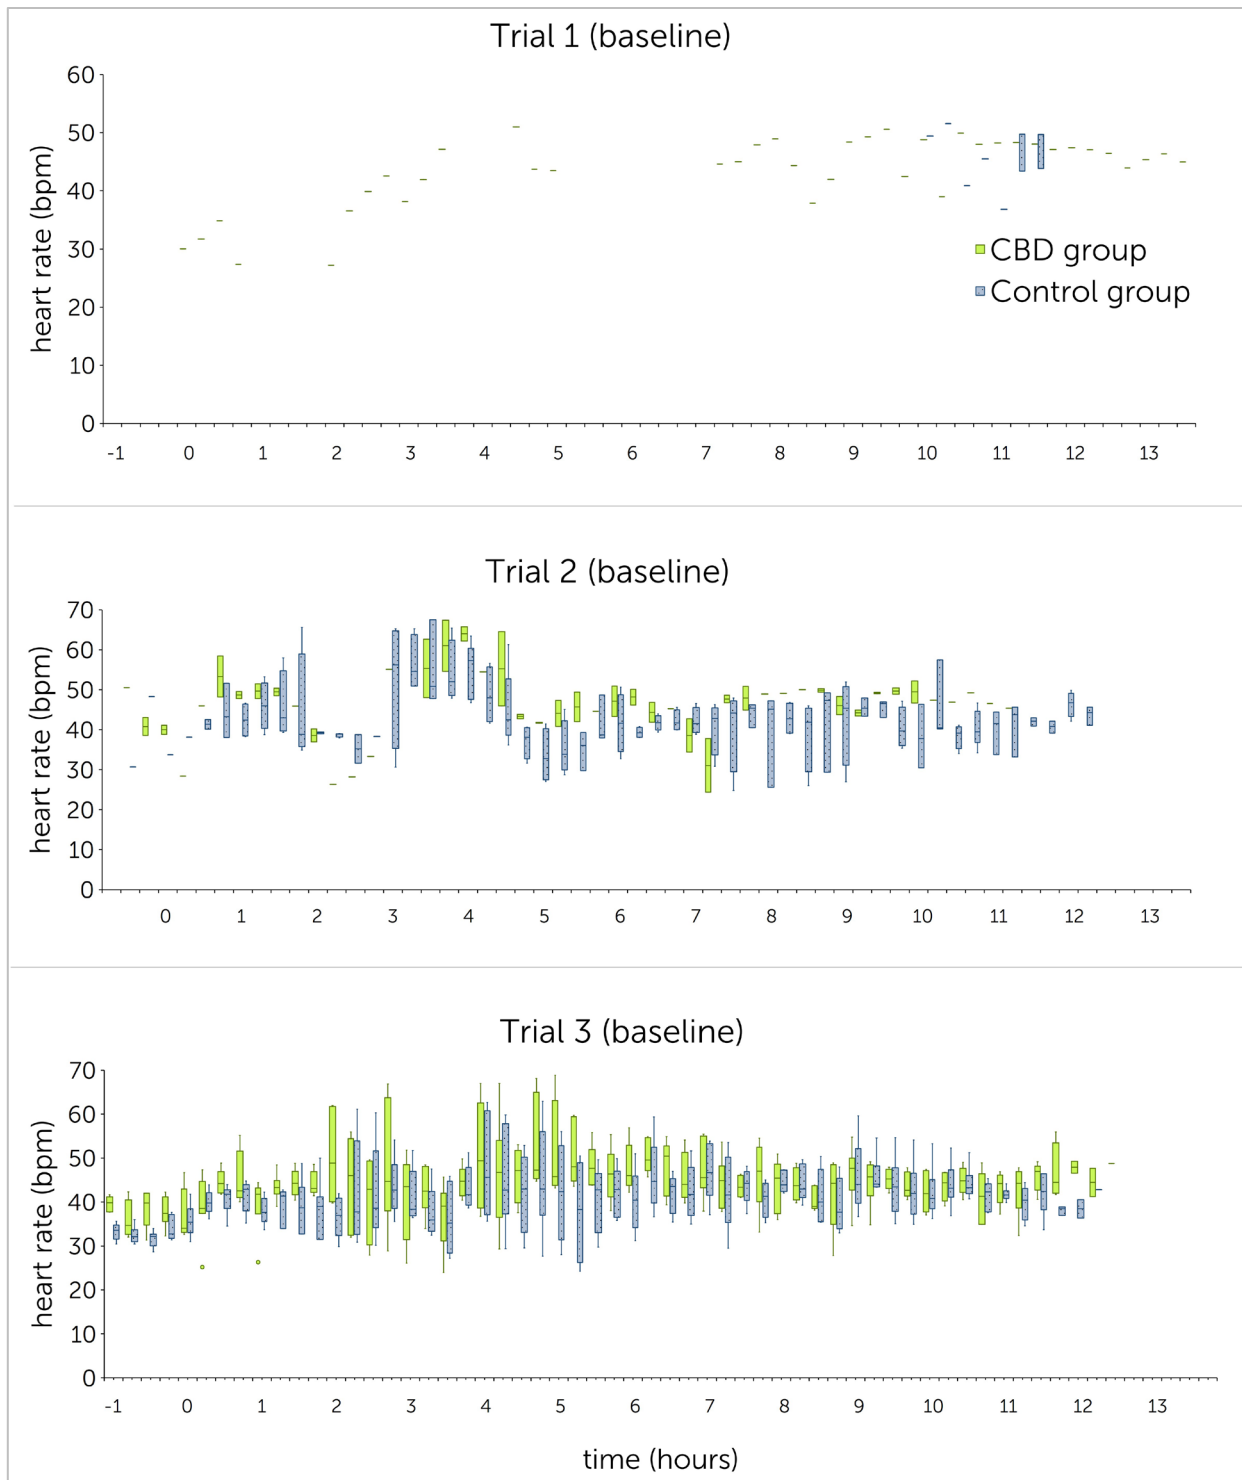 Trial 1 (baseline)
60
50
40
30
20
10
0
heart rate (bpm)
CBD group
Control group
-1 0 1 2 3 4 5 6 7 8 9 10 11 12 13
Trial 2 (baseline)
70
60
50
40
30
20
10
0
heart rate (bpm)
0 1 2 3 4 5 6 7 8 9 10 11 12 13
Trial 3 (baseline)
70
60
50
40
30
20
10
0
heart rate (bpm)
-1 0 1 2 3 4 5 6 7 8 9 10 11 12 13
time (hours)